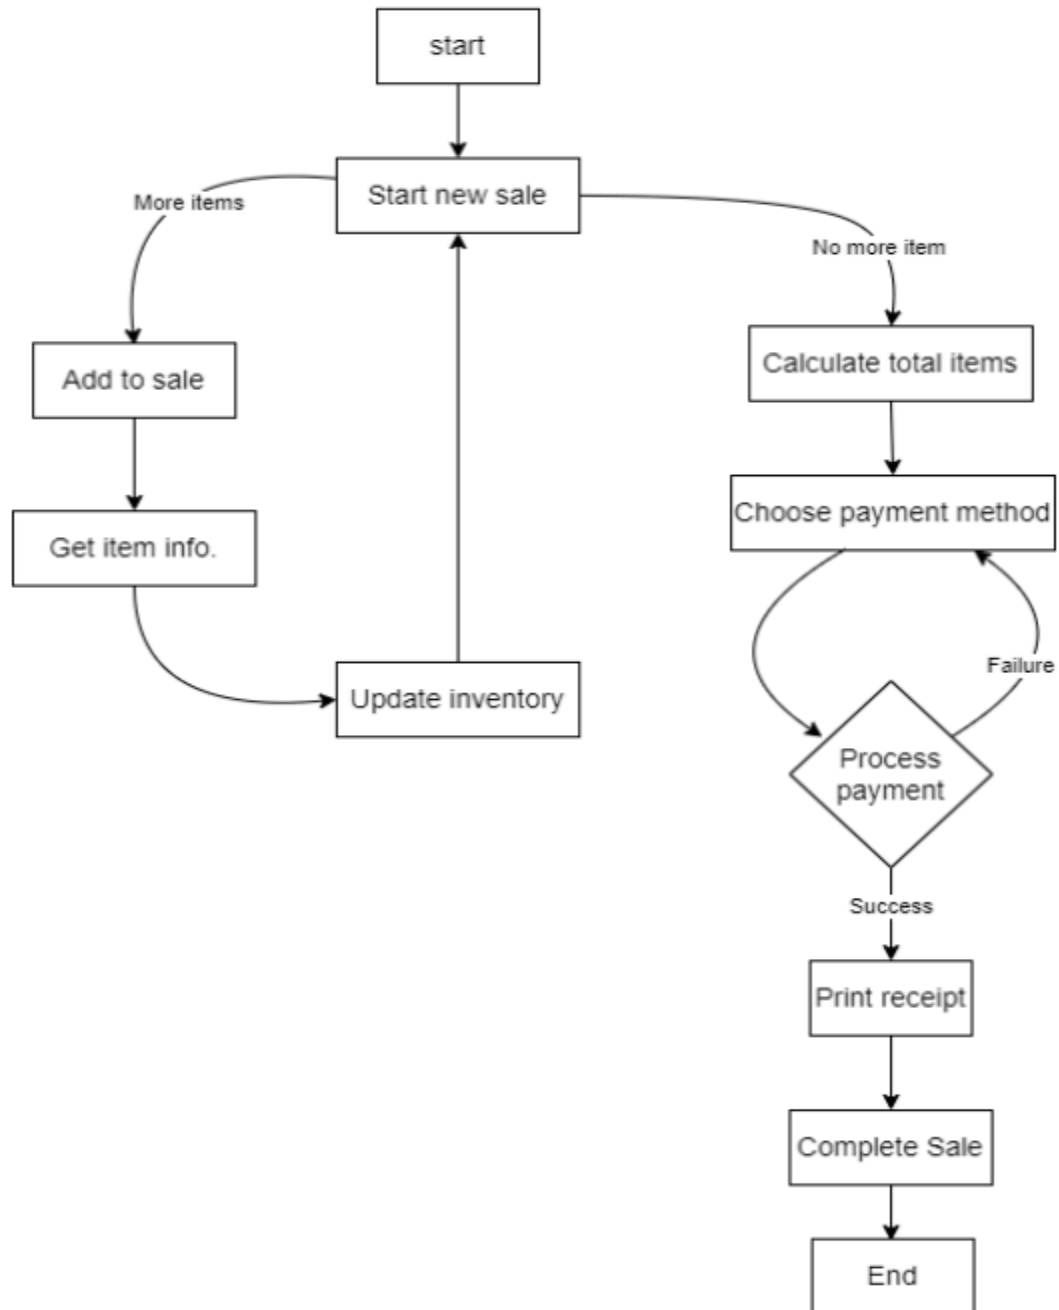 start
Start new sale
More items
No more item
Add to sale
Calculate total items
Get item info.
Choose payment method
Update inventory
Failure
Process
payment
Success
Print receipt
Complete Sale
End